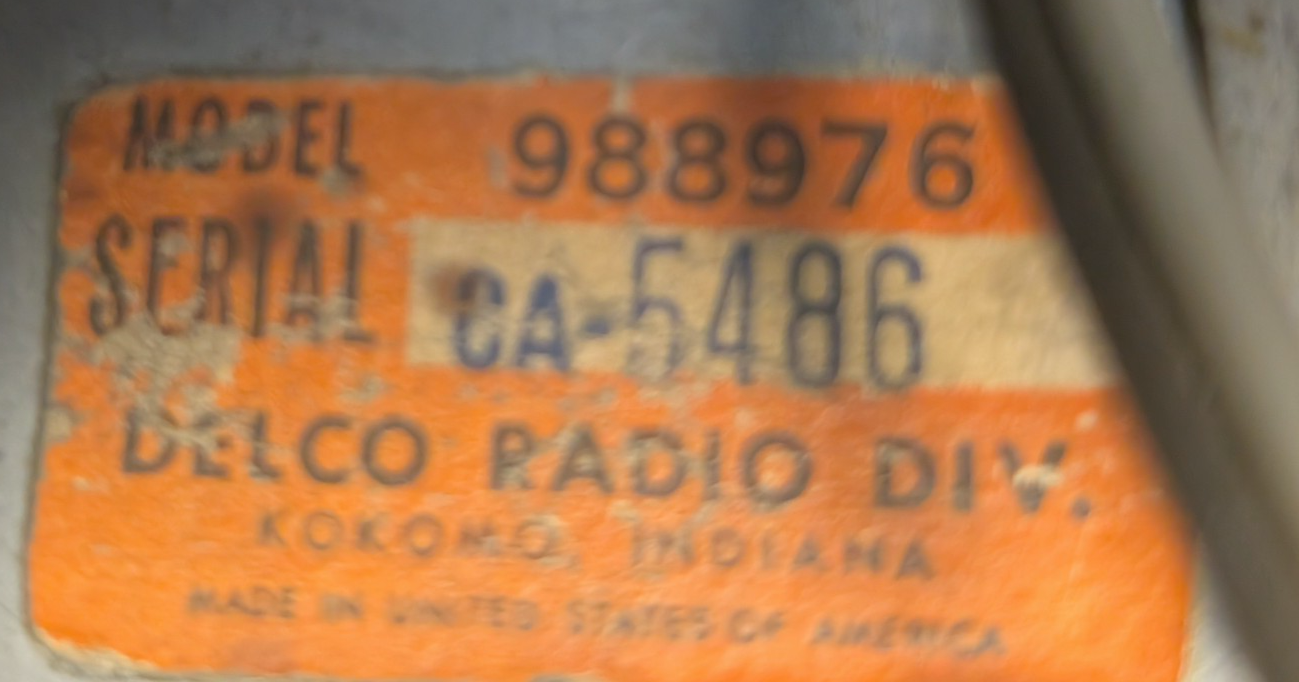 MODEL 988976
SERIAL CA-5486
DELCO RADIO DIV.
KOKOMO, INDIANA
MADE IN UNITED STATES OF AMERICA